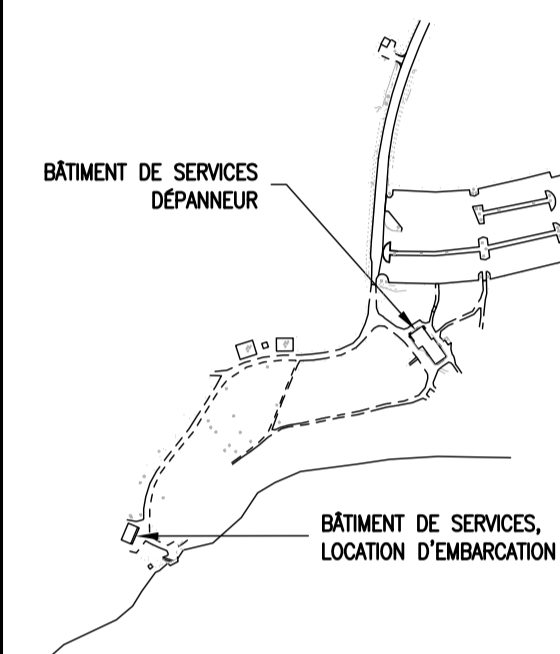 BÂTIMENT DE SERVICES
DÉPANNEUR
BÂTIMENT DE SERVICES,
LOCATION D'EMBARCATION